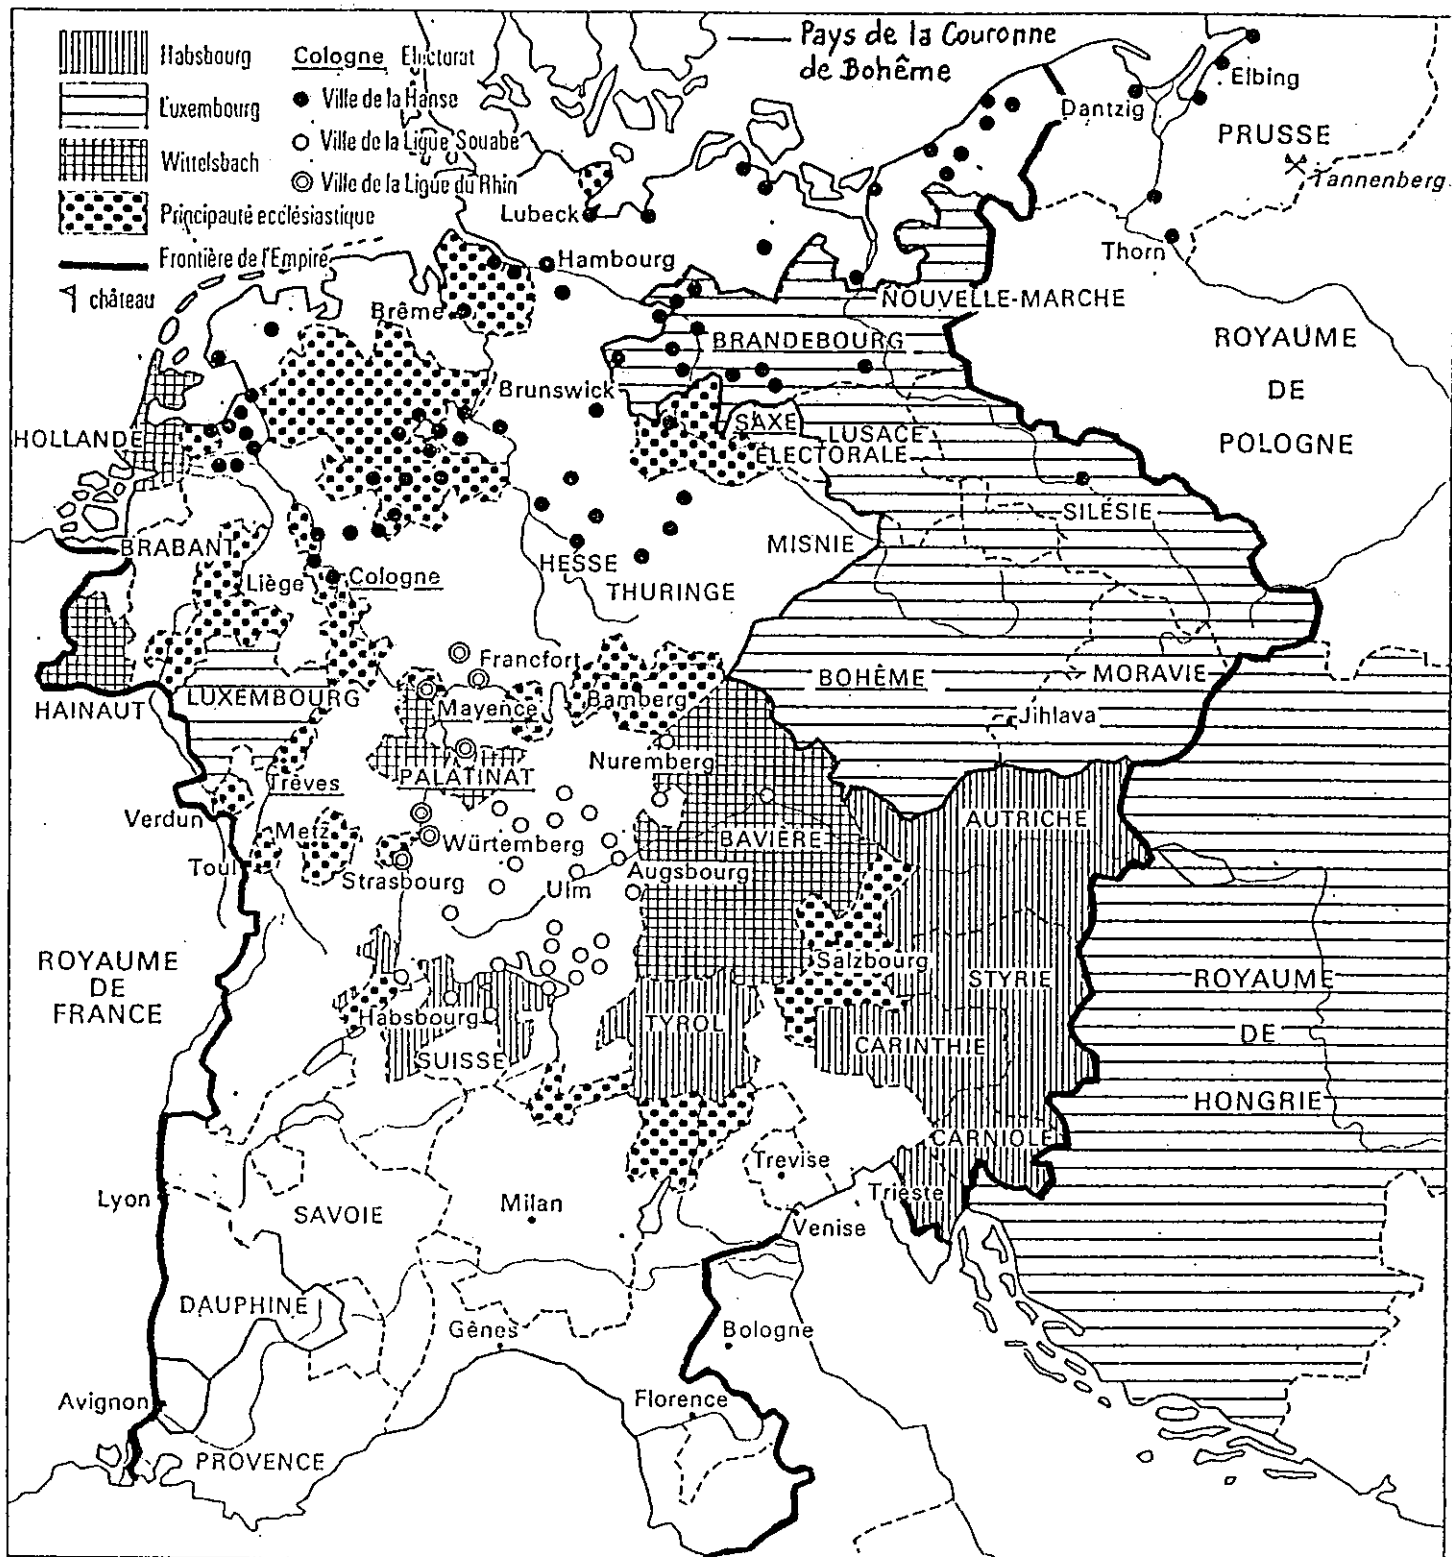 Habsbourg
Luxembourg
Wittelsbach
Principauté ecclésiastique
Frontière de l'Empire
château
Cologne Electorat
Ville de la Hanse
Ville de la Ligue Souabe
Ville de la Ligue du Rhin
Pays de la Couronne
de Bohême
Elbing
Dantzig
PRUSSE
Tannenberg
Lubeck
Thorn
Hambourg
NOUVELLE-MARCHE
Brême
BRANDEBOURG
ROYAUME
DE
POLOGNE
Brunswick
HOLLANDE
SAXE
LUSACE
ÉLECTORALE
SILÉSIE
BRABANT
MISNIE
HESSE
Liège
Cologne
THURINGE
Francfort
BOHÊME
MORAVIE
LUXEMBOURG
Bamberg
HAINAUT
Mayence
Jihlava
Nuremberg
PALATINAT
Trèves
Verdun
AUTRICHE
Metz
Würtemberg
BAVIÈRE
Toul
Strasbourg
Ulm
Augsbourg
ROYAUME
DE
FRANCE
Salzbourg
STYRIE
ROYAUME
DE
HONGRIE
Habsbourg
TYROL
SUISSE
CARINTHIE
CARNIOLE
Trevise
Trieste
Lyon
SAVOIE
Milan
Venise
DAUPHINÉ
Gênes
Bologne
Avignon
Florence
PROVENCE